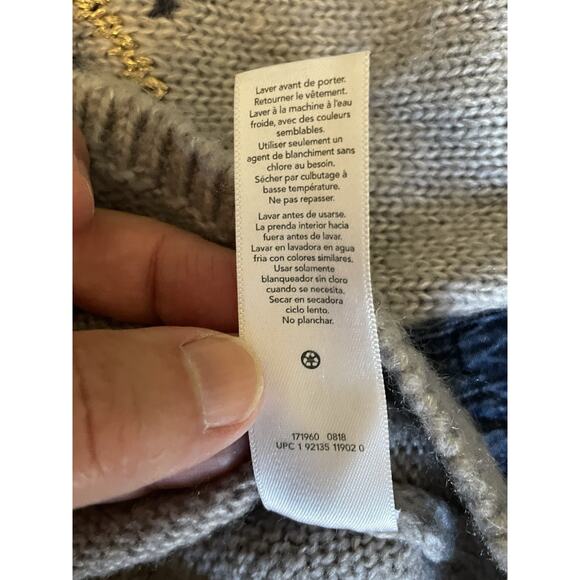 Laver avant de porter.
Retourner le vêtement.
Laver à la machine à l'eau
froide, avec des couleurs
semblables.
Utiliser seulement un
agent de blanchiment sans
chlore au besoin.
Sécher par culbutage à
basse température.
Ne pas repasser.
Lavar antes de usarse.
La prenda interior hacia
fuera antes de lavar.
Lavar en lavadora en agua
fria con colores similares.
Usar solamente
blanqueador sin cloro
cuando se necesita.
Secar en secadora
ciclo lento.
No planchar.
171960 0818
UPC 1 92135 11902 0